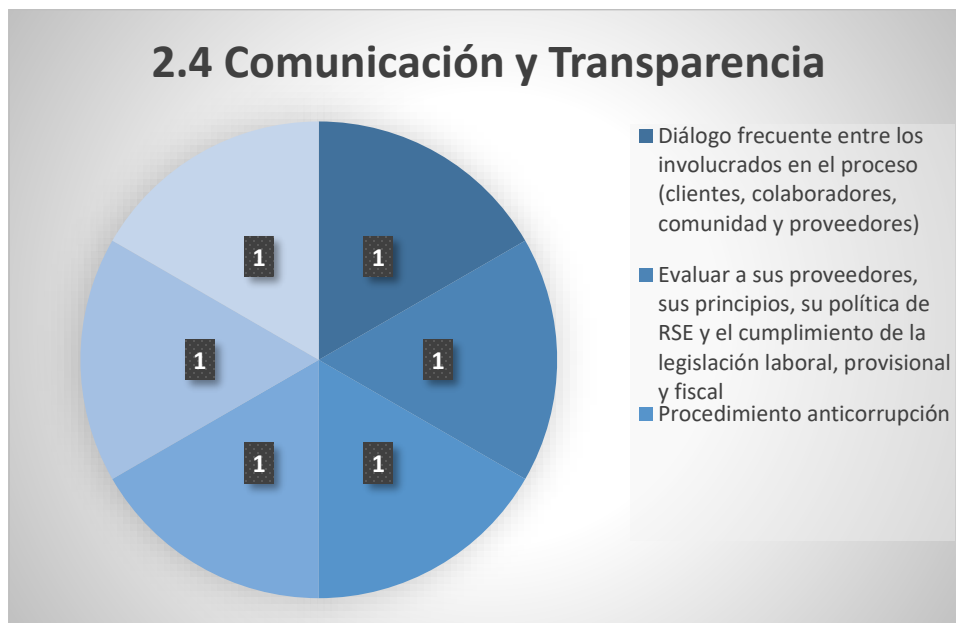 2.4 Comunicación y Transparencia
Diálogo frecuente entre los
involucrados en el proceso
(clientes, colaboradores,
comunidad y proveedores)
Evaluar a sus proveedores,
sus principios, su política de
RSE y el cumplimiento de la
legislación laboral, provisional
y fiscal
Procedimiento anticorrupción
1
1
1
1
1
1